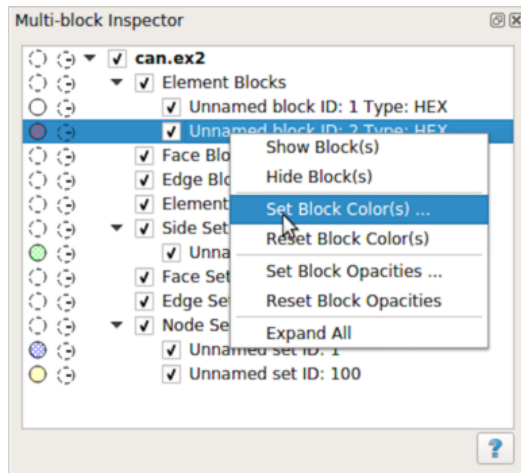 Multi-block Inspector
can.ex2
Element Blocks
Unnamed block ID: 1 Type: HEX
Unnamed block ID: 2 Type: HEX
Show Block(s)
Face Blo
Hide Block(s)
Edge Blo
Element
Set Block Color(s) ...
Side Set
Reset Block Color(s)
Unna
Set Block Opacities ...
Face Set
Edge Set
Reset Block Opacities
Node Se
Expand All
Unnamed set ID: 1
Unnamed set ID: 100
?